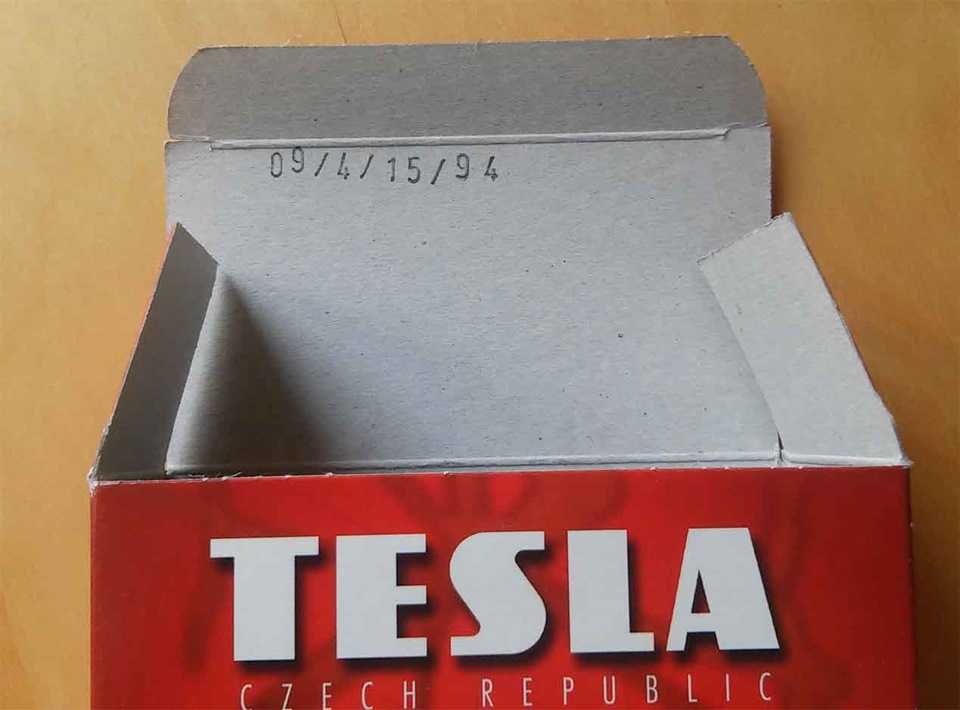 09/4/15/94
TESLA
CZECH REPUBLIC